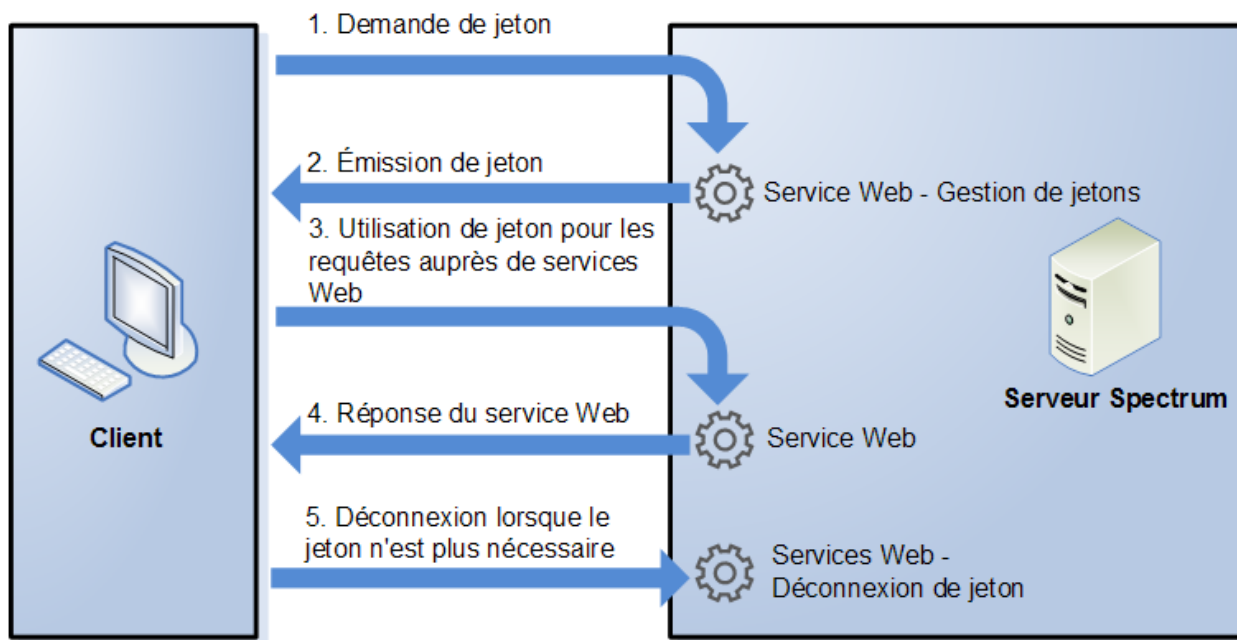 1. Demande de jeton
2. Émission de jeton
Service Web - Gestion de jetons
3. Utilisation de jeton pour les
requêtes auprès de services
Web
Serveur Spectrum
4. Réponse du service Web
Client
Service Web
5. Déconnexion lorsque le
jeton n'est plus nécessaire
Services Web -
Déconnexion de jeton